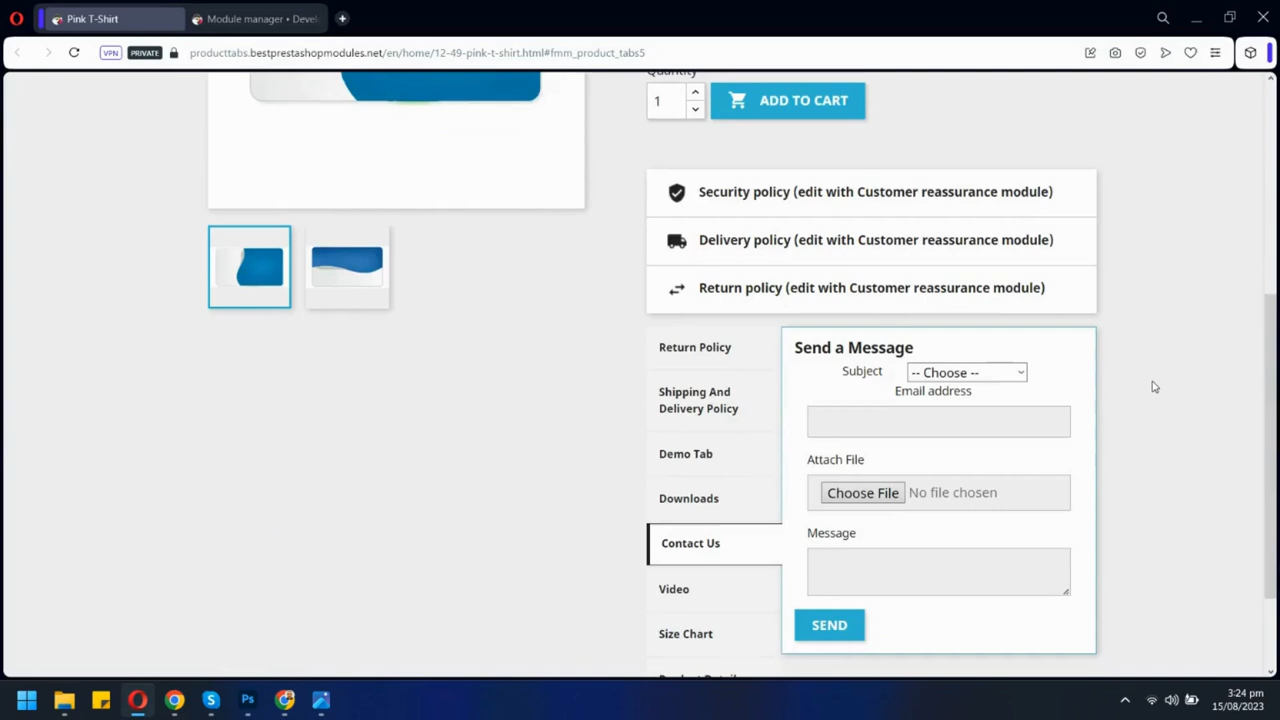 Pink T-Shirt
Module manager • Devel
VPN
PRIVATE
producttabs.bestprestashopmodules.net/en/home/12-49-pink-t-shirt.html#fmm_product_tabs5
Quantity
1
ADD TO CART
Security policy (edit with Customer reassurance module)
Delivery policy (edit with Customer reassurance module)
Return policy (edit with Customer reassurance module)
Return Policy
Shipping And
Delivery Policy
Demo Tab
Downloads
Contact Us
Video
Size Chart
Send a Message
Subject
-- Choose --
Email address
Attach File
Choose File No file chosen
Message
SEND
Ps
3:24 pm
15/08/2023